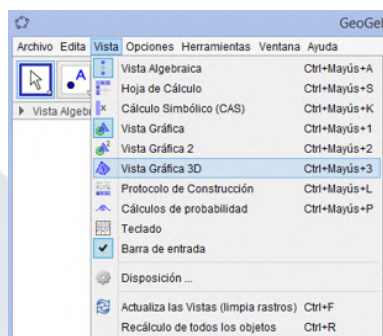 GeoGe
Archivo Edita Vista Opciones Herramientas Ventana Ayuda
A
Vista Algeb
Vista Algebraica Ctrl+Mayús+A
Hoja de Cálculo Ctrl+Mayús+S
x Cálculo Simbólico (CAS) Ctrl+Mayús+K
Vista Gráfica Ctrl+Mayús+1
2 Vista Gráfica 2 Ctrl+Mayús+2
Vista Gráfica 3D Ctrl+Mayús+3
Protocolo de Construcción Ctrl+Mayús+L
Cálculos de probabilidad Ctrl+Mayús+P
Teclado
Barra de entrada
Disposición ...
Actualiza las Vistas (limpia rastros) Ctrl+F
Recálculo de todos los objetos Ctrl+R